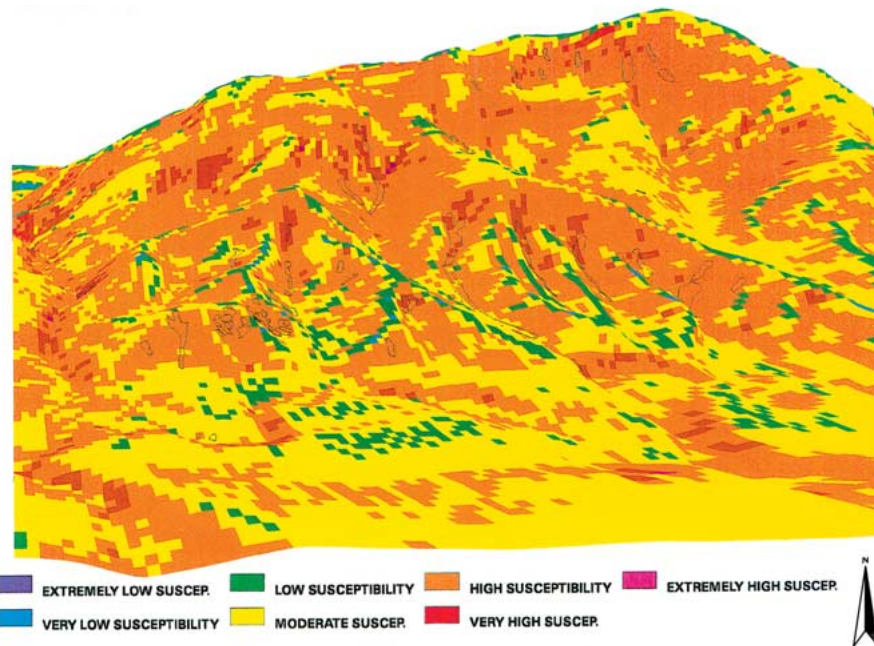 EXTREMELY LOW SUSCEP. LOW SUSCEPTIBILITY HIGH SUSCEPTIBILITY EXTREMELY HIGH SUSCEP.
VERY LOW SUSCEPTIBILITY MODERATE SUSCEP. VERY HIGH SUSCEP.
N